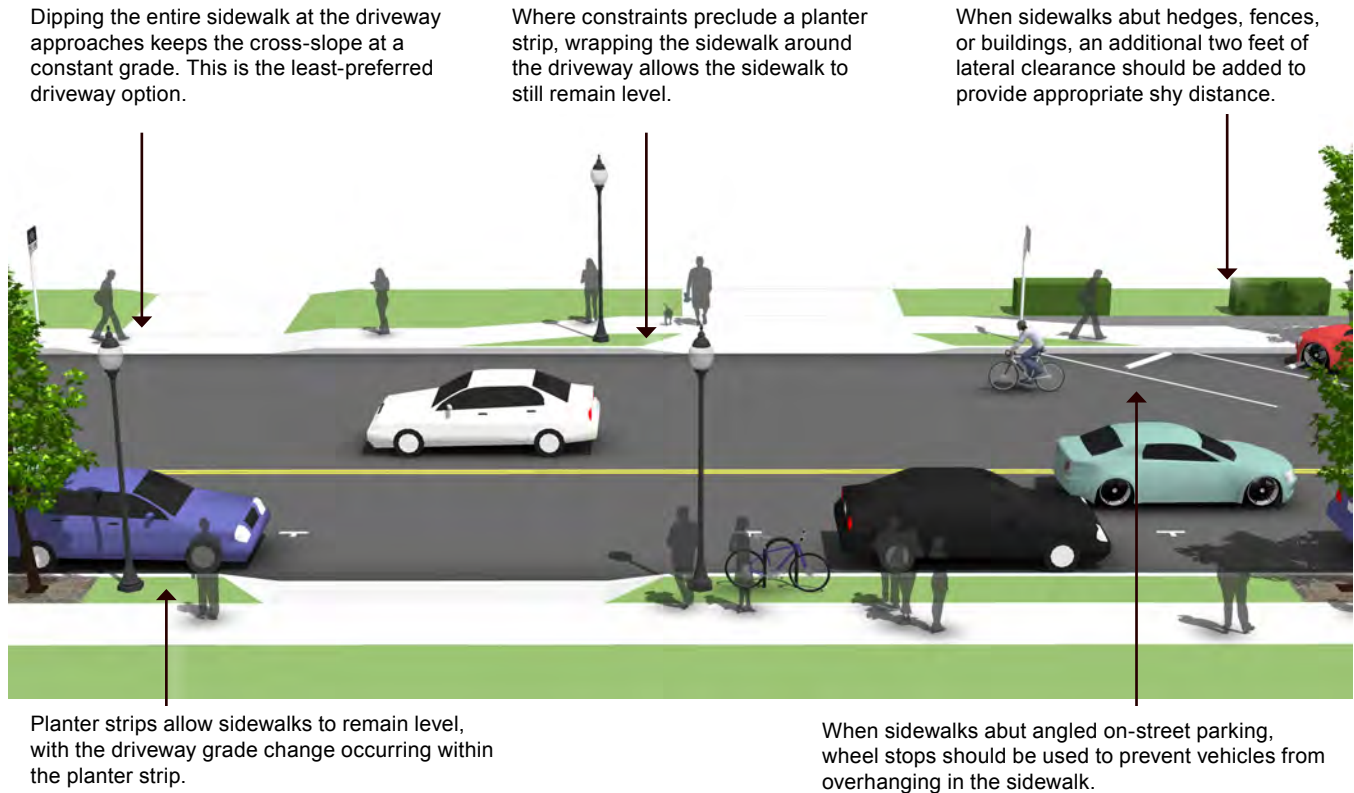 Dipping the entire sidewalk at the driveway
approaches keeps the cross-slope at a
constant grade. This is the least-preferred
driveway option.
Where constraints preclude a planter
strip, wrapping the sidewalk around
the driveway allows the sidewalk to
still remain level.
When sidewalks abut hedges, fences,
or buildings, an additional two feet of
lateral clearance should be added to
provide appropriate shy distance.
Planter strips allow sidewalks to remain level,
with the driveway grade change occurring within
the planter strip.
When sidewalks abut angled on-street parking,
wheel stops should be used to prevent vehicles from
overhanging in the sidewalk.